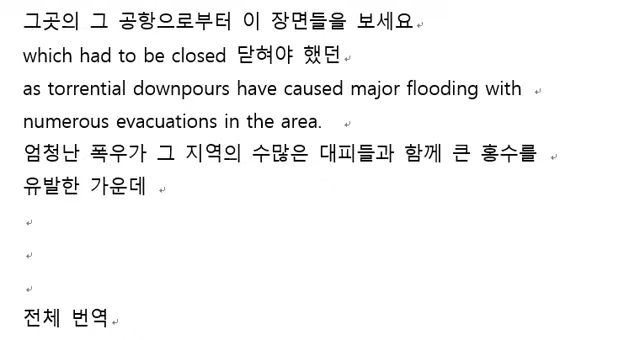 그곳의 그 공항으로부터 이 장면들을 보세요
which had to be closed 닫혀야 했던
as torrential downpours have caused major flooding with
numerous evacuations in the area.
엄청난 폭우가 그 지역의 수많은 대피들과 함께 큰 홍수를
유발한 가운데
전체 번역